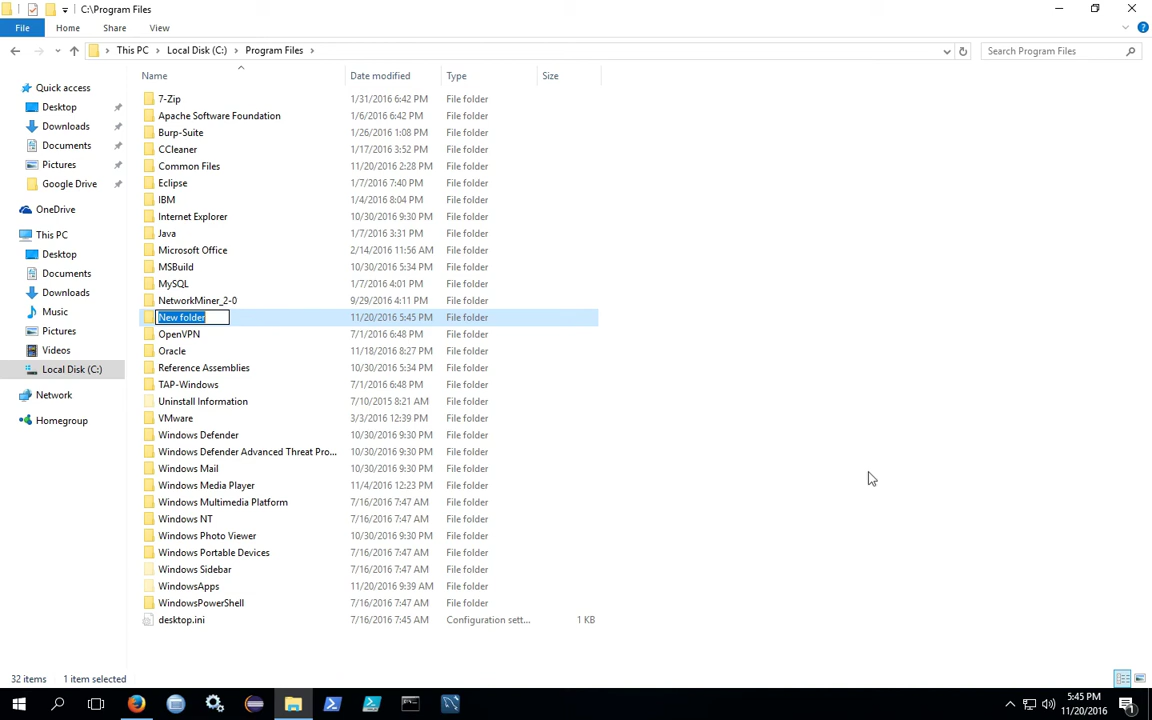 C:\Program Files
File Home Share View
This PC Local Disk (C:) Program Files Search Program Files
Name Date modified Type Size
Quick access
Desktop
Downloads
Documents
Pictures
Google Drive
OneDrive
This PC
Desktop
Documents
Downloads
Music
Pictures
Videos
Local Disk (C:)
Network
Homegroup
7-Zip 1/31/2016 6:42 PM File folder
Apache Software Foundation 1/6/2016 6:42 PM File folder
Burp-Suite 1/26/2016 1:08 PM File folder
CCleaner 1/17/2016 3:52 PM File folder
Common Files 11/20/2016 2:28 PM File folder
Eclipse 1/7/2016 7:40 PM File folder
IBM 1/4/2016 8:04 PM File folder
Internet Explorer 10/30/2016 9:30 PM File folder
Java 1/7/2016 3:31 PM File folder
Microsoft Office 2/14/2016 11:56 AM File folder
MSBuild 10/30/2016 5:34 PM File folder
MySQL 1/7/2016 4:01 PM File folder
NetworkMiner_2-0 9/29/2016 4:11 PM File folder
New folder 11/20/2016 5:45 PM File folder
OpenVPN 7/1/2016 6:48 PM File folder
Oracle 11/18/2016 8:27 PM File folder
Reference Assemblies 10/30/2016 5:34 PM File folder
TAP-Windows 7/1/2016 6:48 PM File folder
Uninstall Information 7/10/2015 8:21 AM File folder
VMware 3/3/2016 12:39 PM File folder
Windows Defender 10/30/2016 9:30 PM File folder
Windows Defender Advanced Threat Pro... 10/30/2016 9:30 PM File folder
Windows Mail 10/30/2016 9:30 PM File folder
Windows Media Player 11/4/2016 12:23 PM File folder
Windows Multimedia Platform 7/16/2016 7:47 AM File folder
Windows NT 7/16/2016 7:47 AM File folder
Windows Photo Viewer 10/30/2016 9:30 PM File folder
Windows Portable Devices 7/16/2016 7:47 AM File folder
Windows Sidebar 7/16/2016 7:47 AM File folder
WindowsApps 11/20/2016 9:39 AM File folder
WindowsPowerShell 7/16/2016 7:47 AM File folder
desktop.ini 7/16/2016 7:45 AM Configuration sett... 1 KB
32 items 1 item selected
5:45 PM
11/20/2016
1